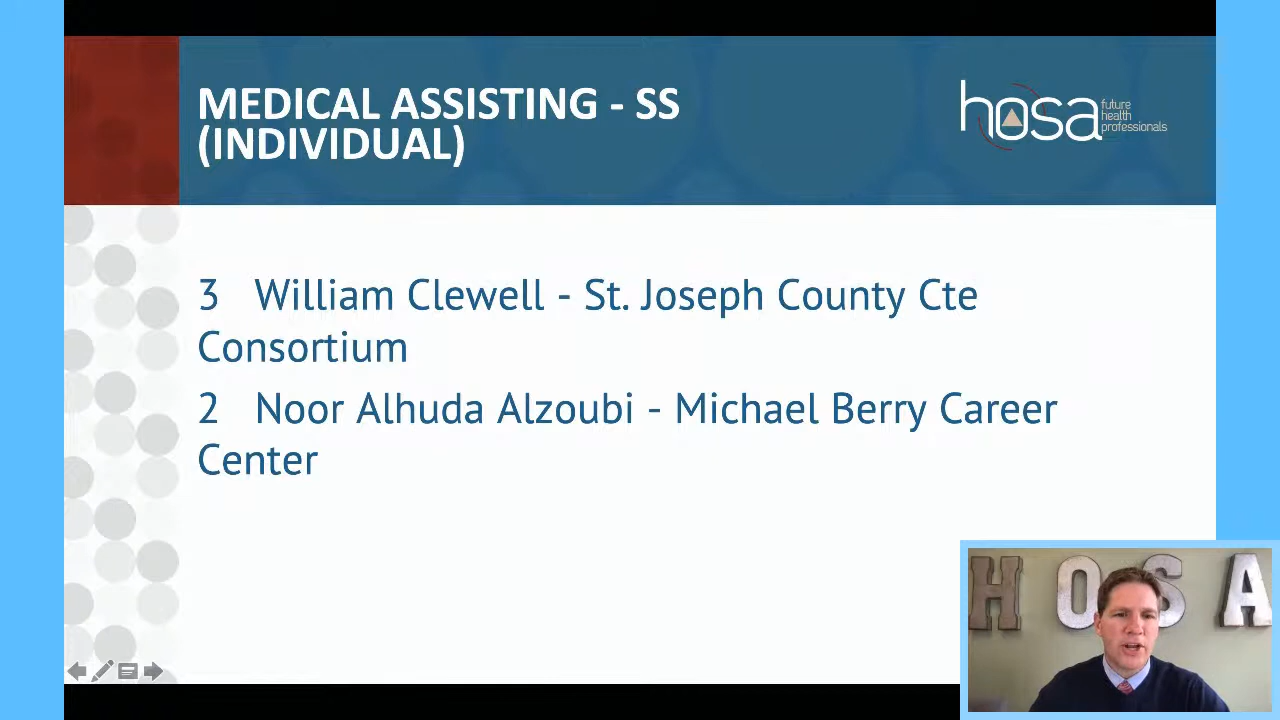 MEDICAL ASSISTING - SS
(INDIVIDUAL)
hosa
future
health
professionals
3 William Clewell - St. Joseph County Cte
Consortium
2 Noor Alhuda Alzoubi - Michael Berry Career
Center
HOSA